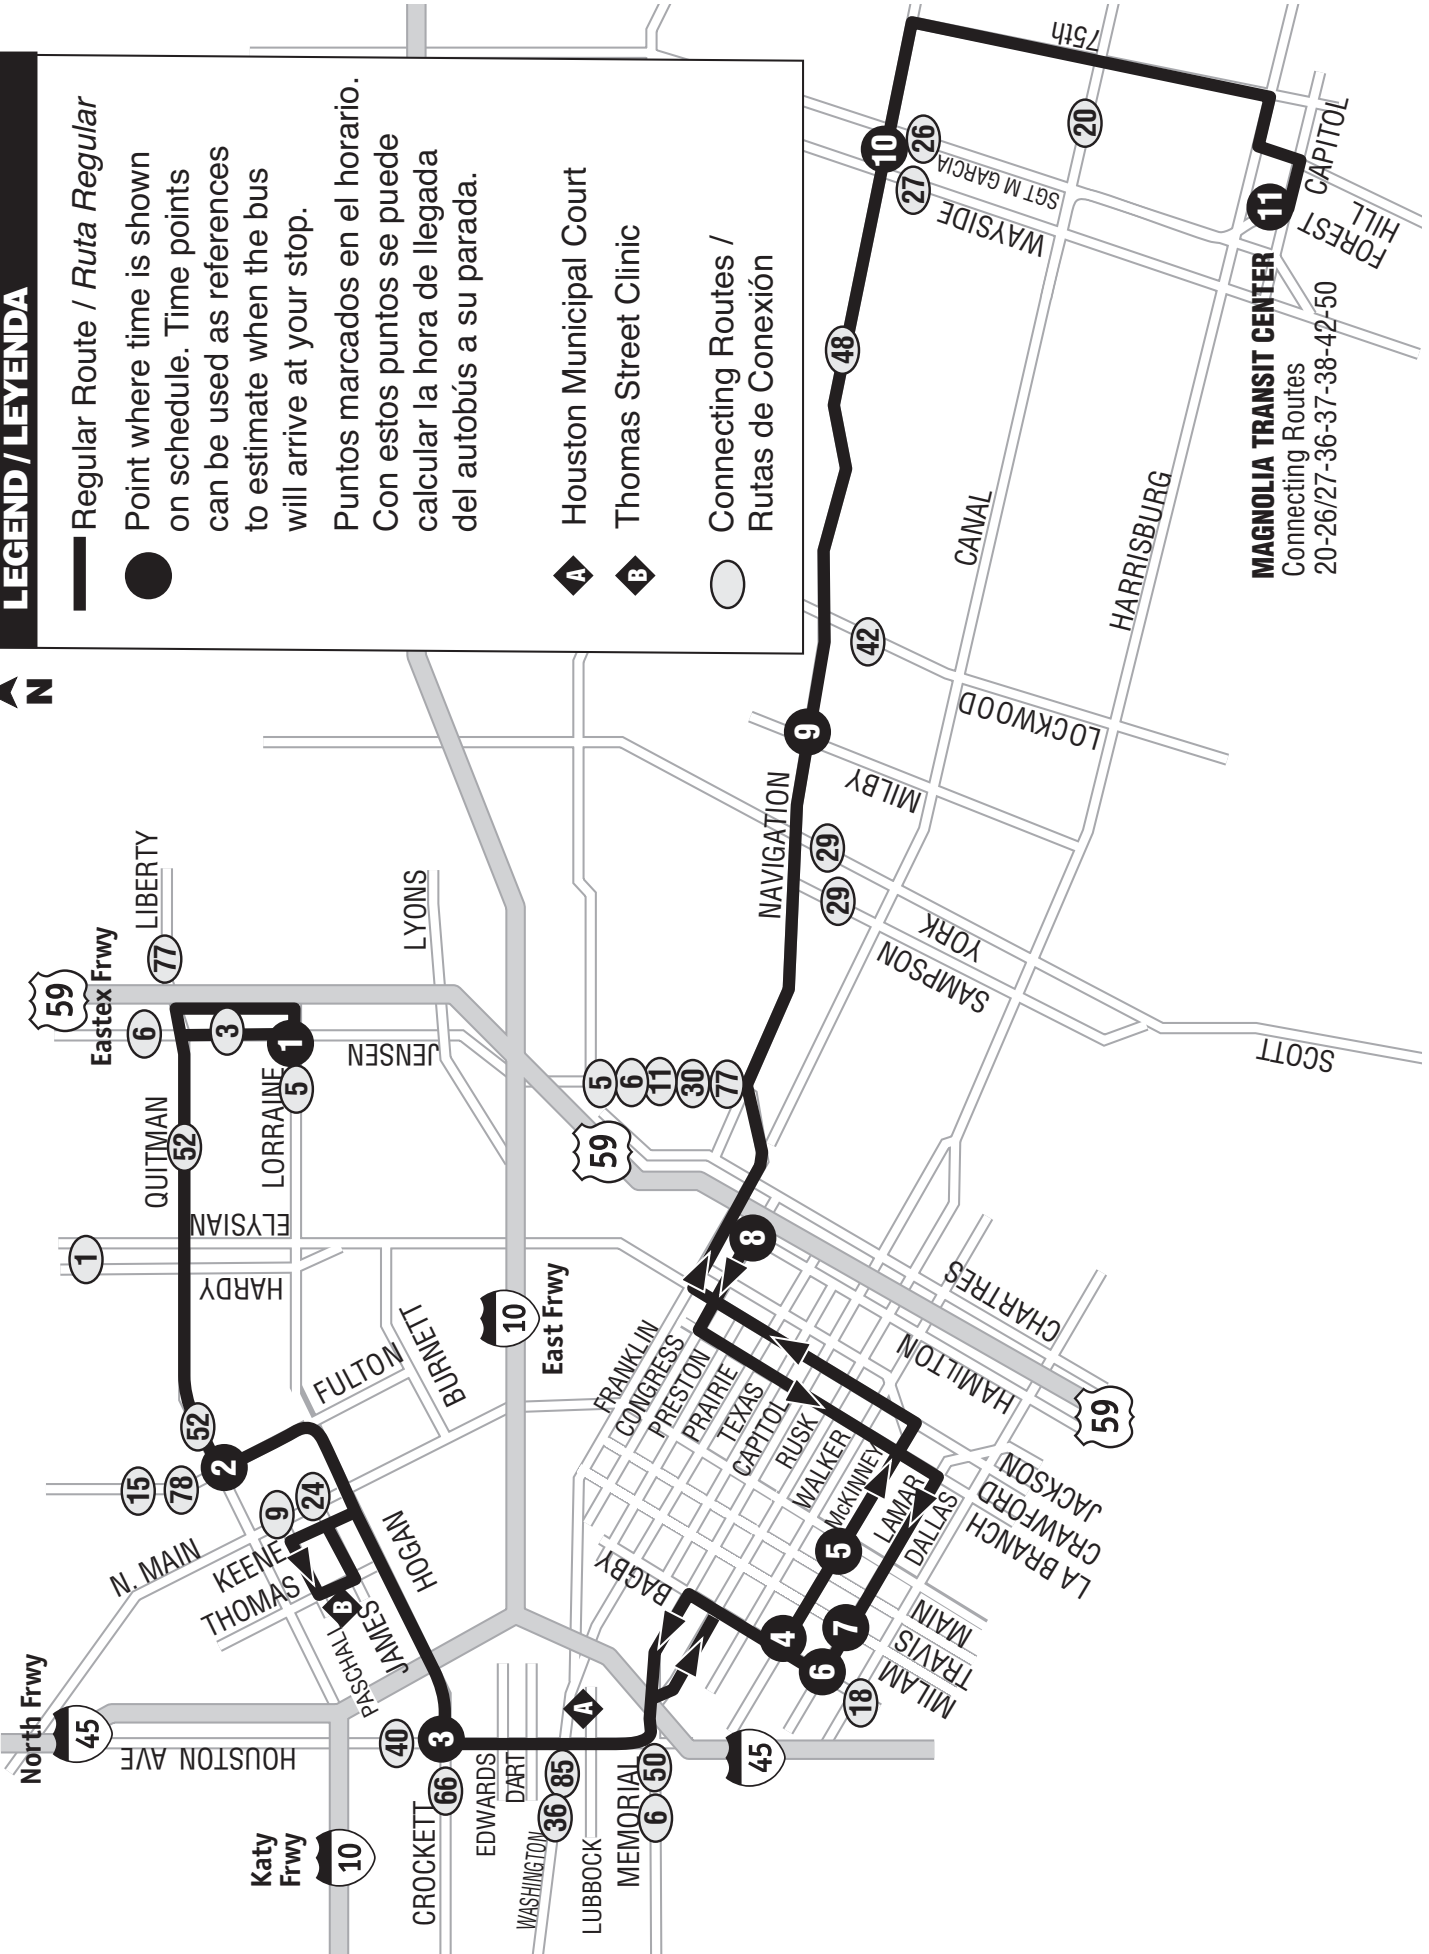 LEGEND / LEYENDA
Regular Route / Ruta Regular
Point where time is shown
on schedule. Time points
can be used as references
to estimate when the bus
will arrive at your stop.
Puntos marcados en el horario.
Con estos puntos se puede
calcular la hora de llegada
del autobús a su parada.
A Houston Municipal Court
B Thomas Street Clinic
Connecting Routes /
Rutas de Conexión
N
North Frwy
45
HOUSTON AVE
Katy
Frwy
10
40
3
66
CROCKETT
EDWARDS
DART
WASHINGTON
36
85
LUBBOCK
A
MEMORIAL
6
50
45
N. MAIN
KEENE
THOMAS
PASCHALL
JAMES
B
9
24
HOGAN
15
78
2
52
FULTON
BURNETT
HARDY
ELYSIAN
1
QUITMAN
52
LORRAINE
5
1
3
6
Eastex Frwy
59
77
LIBERTY
JENSEN
LYONS
10
East Frwy
59
5
6
11
30
77
BAGBY
FRANKLIN
CONGRESS
PRESTON
PRAIRIE
TEXAS
CAPITOL
RUSK
WALKER
McKINNEY
LAMAR
DALLAS
4
5
6
7
18
8
MILAM
TRAVIS
MAIN
LA BRANCH
CRAWFORD
JACKSON
HAMILTON
CHARTRES
59
NAVIGATION
29
29
SAMPSON
YORK
SCOTT
MILBY
9
42
LOCKWOOD
CANAL
HARRISBURG
48
10
27
26
WAYSIDE
SGT M GARCIA
20
75th
11
CAPITOL
FOREST
HILL
MAGNOLIA TRANSIT CENTER
Connecting Routes
20-26/27-36-37-38-42-50